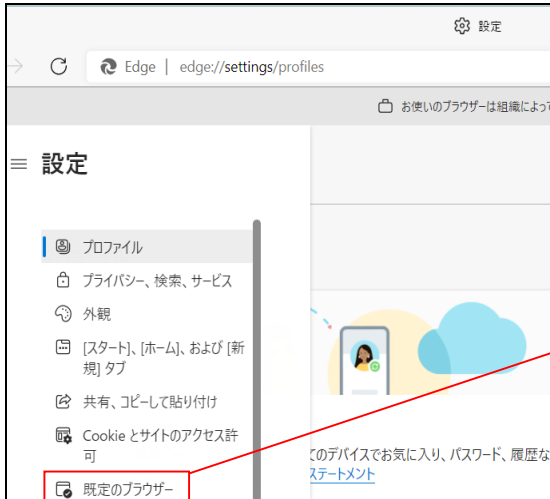 設定
Edge | edge://settings/profiles
お使いのブラウザーは組織によって
設定
プロファイル
プライバシー、検索、サービス
外観
[スタート]、[ホーム]、および [新
規] タブ
共有、コピーして貼り付け
Cookie とサイトのアクセス許
可
既定のブラウザー
てのデバイスでお気に入り、パスワード、履歴な
ステートメント